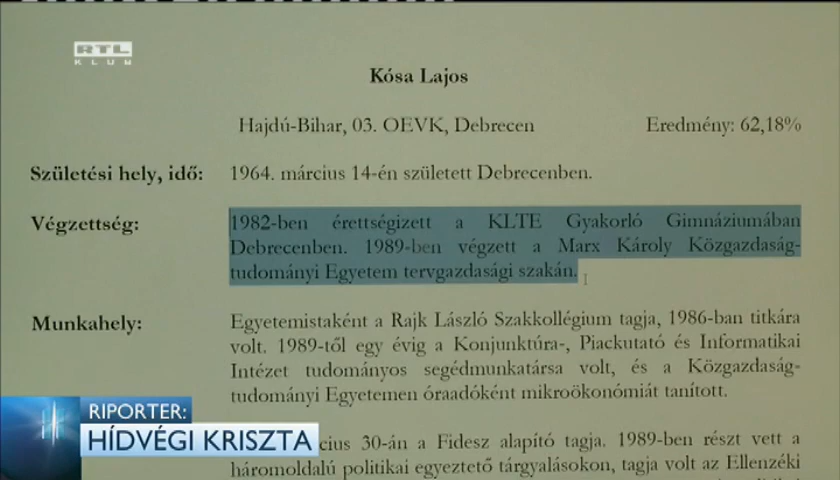 RTL
KLUB
Kósa Lajos
Hajdú-Bihar, 03. OEVK, Debrecen Eredmény: 62,18%
Születési hely, idő: 1964. március 14-én született Debrecenben.
Végzettség: 1982-ben érettségizett a KLTE Gyakorló Gimnáziumában
Debrecenben. 1989-ben végzett a Marx Károly Közgazdaság-
tudományi Egyetem tervgazdasági szakán.
Munkahely: Egyetemistaként a Rajk László Szakkollégium tagja, 1986-ban titkára
volt. 1989-től egy évig a Konjunktúra-, Piackutató és Informatikai
Intézet tudományos segédmunkatársa volt, és a Közgazdaság-
tudományi Egyetemen óraadóként mikroökonómiát tanított.
RIPORTER:
HÍDVÉGI KRISZTA
30-án a Fidesz alapító tagja. 1989-ben részt vett a
háromoldalú politikai egyeztető tárgyalásokon, tagja volt az Ellenzéki